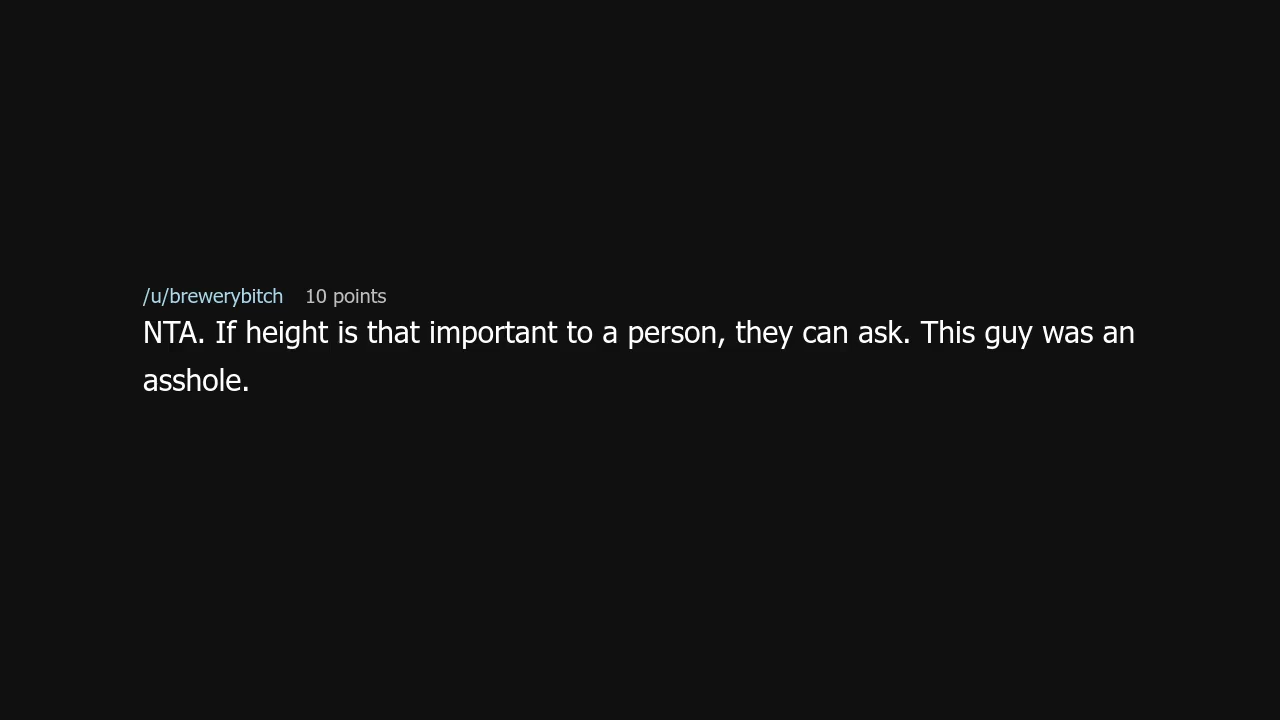 /u/brewerybitch 10 points
NTA. If height is that important to a person, they can ask. This guy was an
asshole.